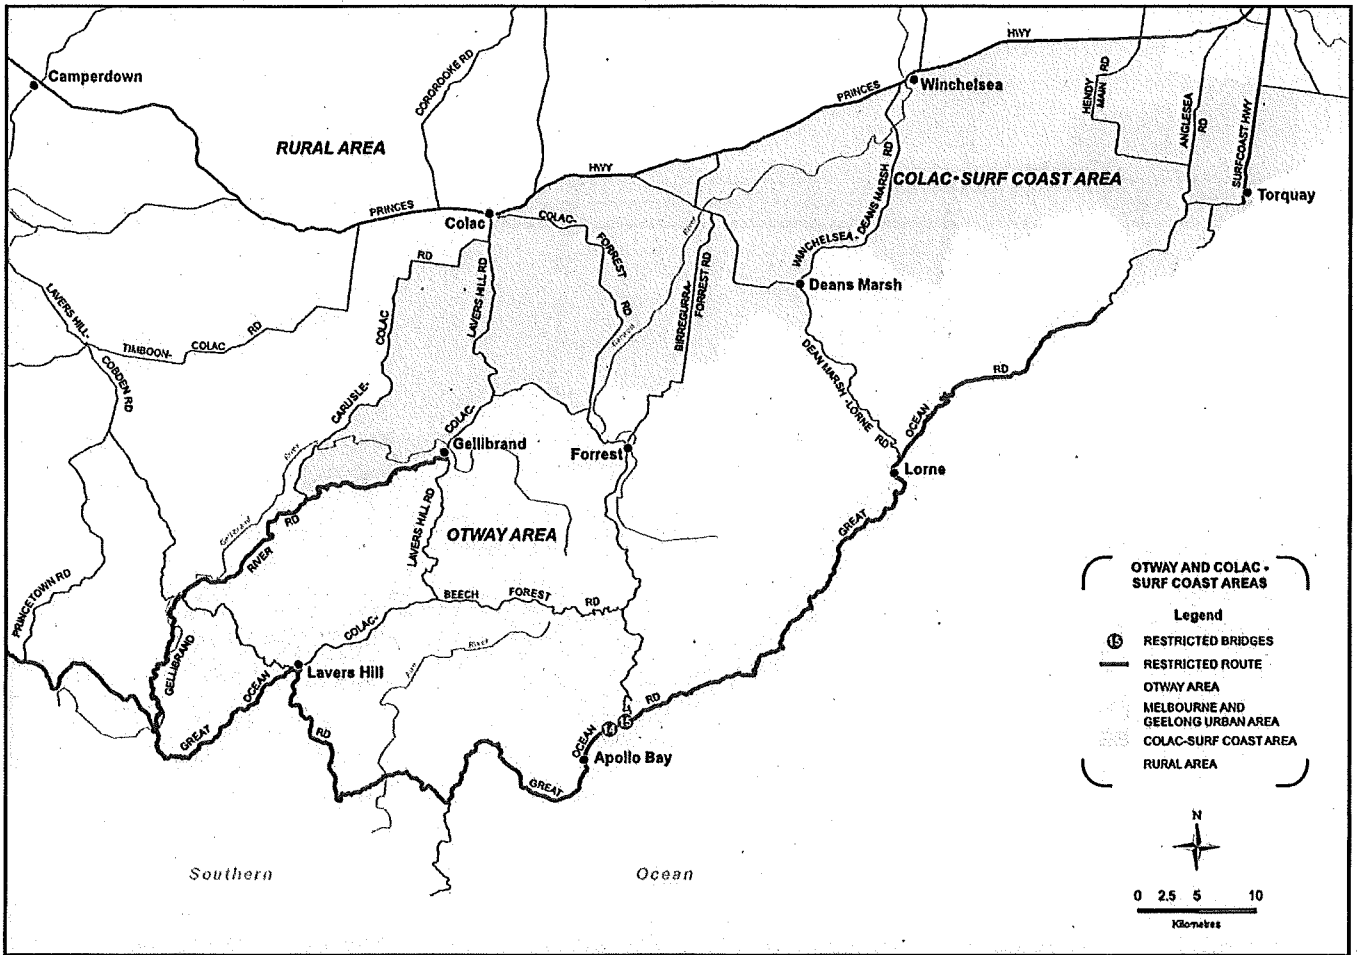 HWY
Camperdown
CORORDOKE RD
PRINCES
Winchelsea
HENDY
MAIN RD
RURAL AREA
ANGLESEA
RD
SURFCOAST HWY
HWY
COLAC • SURF COAST AREA
Torquay
PRINCES
Colac
COLAC-
FORREST
RD
River
WINCHELSEA - DEANS MARSH RD
RD
LAVERS HILL RD
BIRREGURRA-
FORREST RD
Deans Marsh
LAVERS HILL-
COBDEN RD
TIMBOON- COLAC RD
COLAC
CARLISLE-
Barwon
DEAN MARSH -LORNE RD
RD
OCEAN
COLAC-
Gellibrand
Forrest
Lorne
River
Gellibrand
RIVER RD
LAVERS HILL RD
OTWAY AREA
GREAT
PRINCETOWN RD
COLAC-
BEECH FOREST RD
GELLIBRAND
River
Lavers Hill
GREAT OCEAN
RD
OCEAN
RD
14
15
Apollo Bay
GREAT
Southern Ocean
OTWAY AND COLAC •
SURF COAST AREAS
Legend
15 RESTRICTED BRIDGES
RESTRICTED ROUTE
OTWAY AREA
MELBOURNE AND
GEELONG URBAN AREA
COLAC-SURF COAST AREA
RURAL AREA
N
0 2.5 5 10
Kilometres